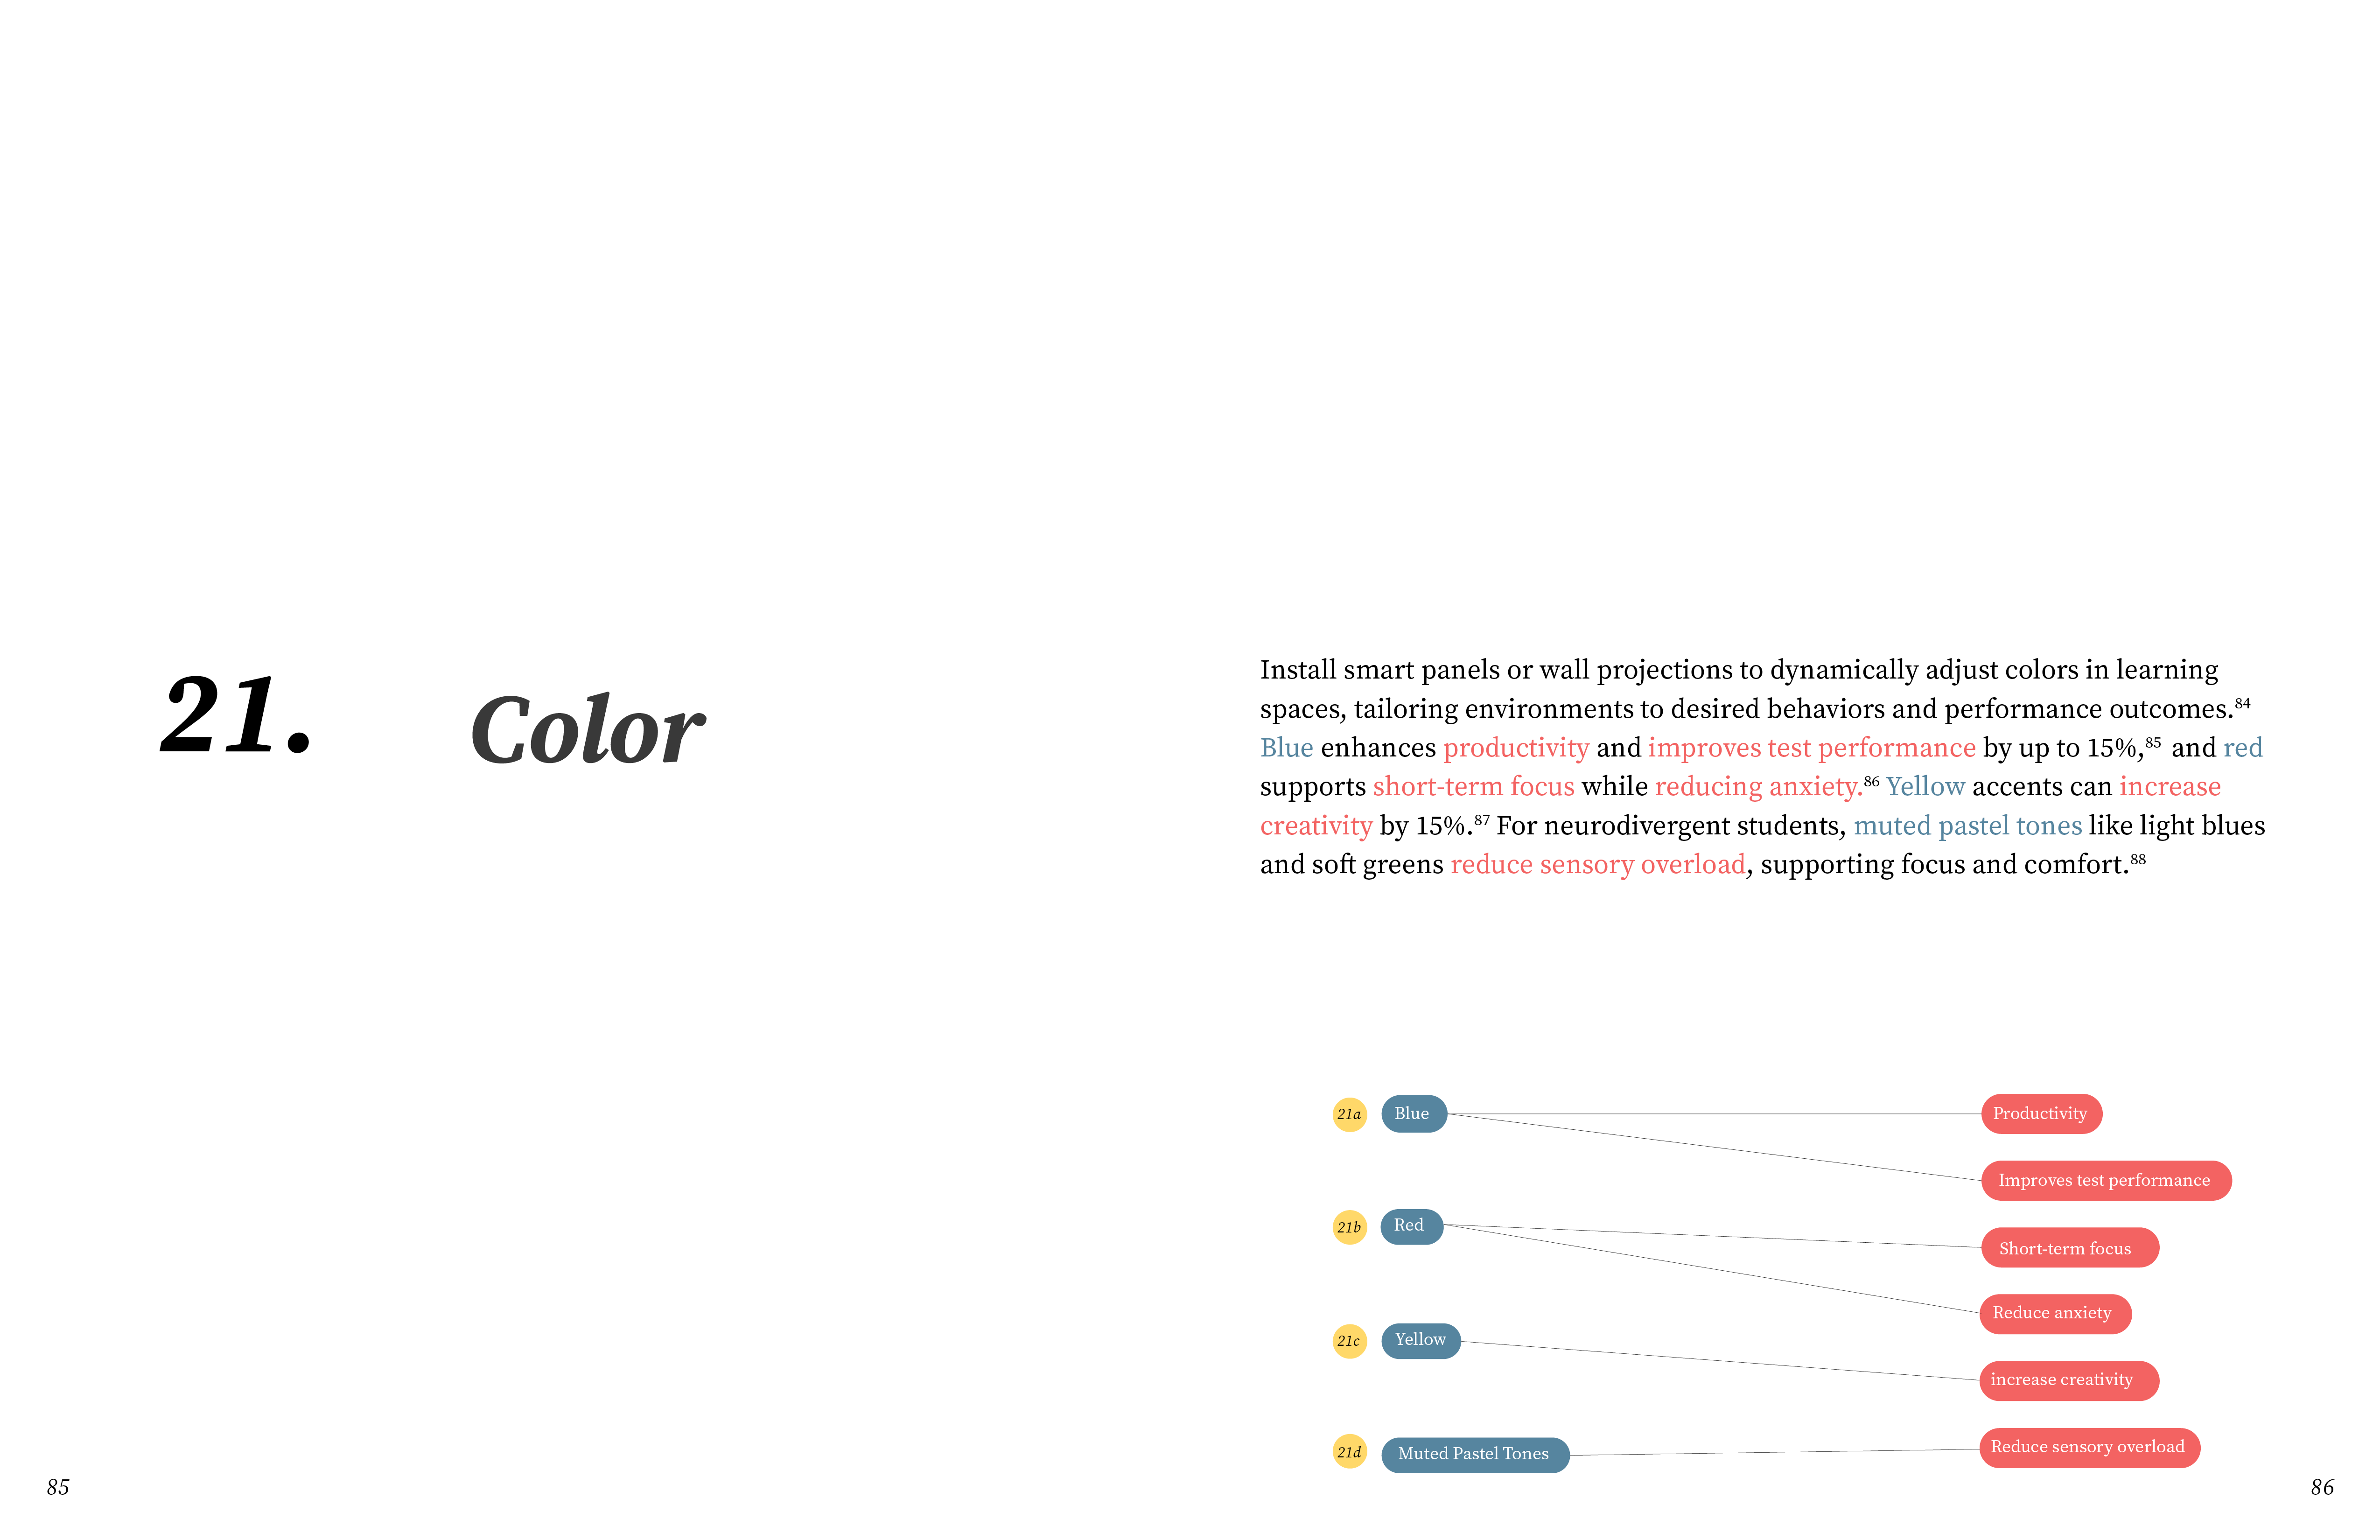 21.
Color
Install smart panels or wall projections to dynamically adjust colors in learning
spaces, tailoring environments to desired behaviors and performance outcomes.84
Blue enhances productivity and improves test performance by up to 15%,85 and red
supports short-term focus while reducing anxiety.86 Yellow accents can increase
creativity by 15%.87 For neurodivergent students, muted pastel tones like light blues
and soft greens reduce sensory overload, supporting focus and comfort.88
21a Blue
Productivity
Improves test performance
21b Red
Short-term focus
Reduce anxiety
21c Yellow
increase creativity
21d Muted Pastel Tones
Reduce sensory overload
85
86